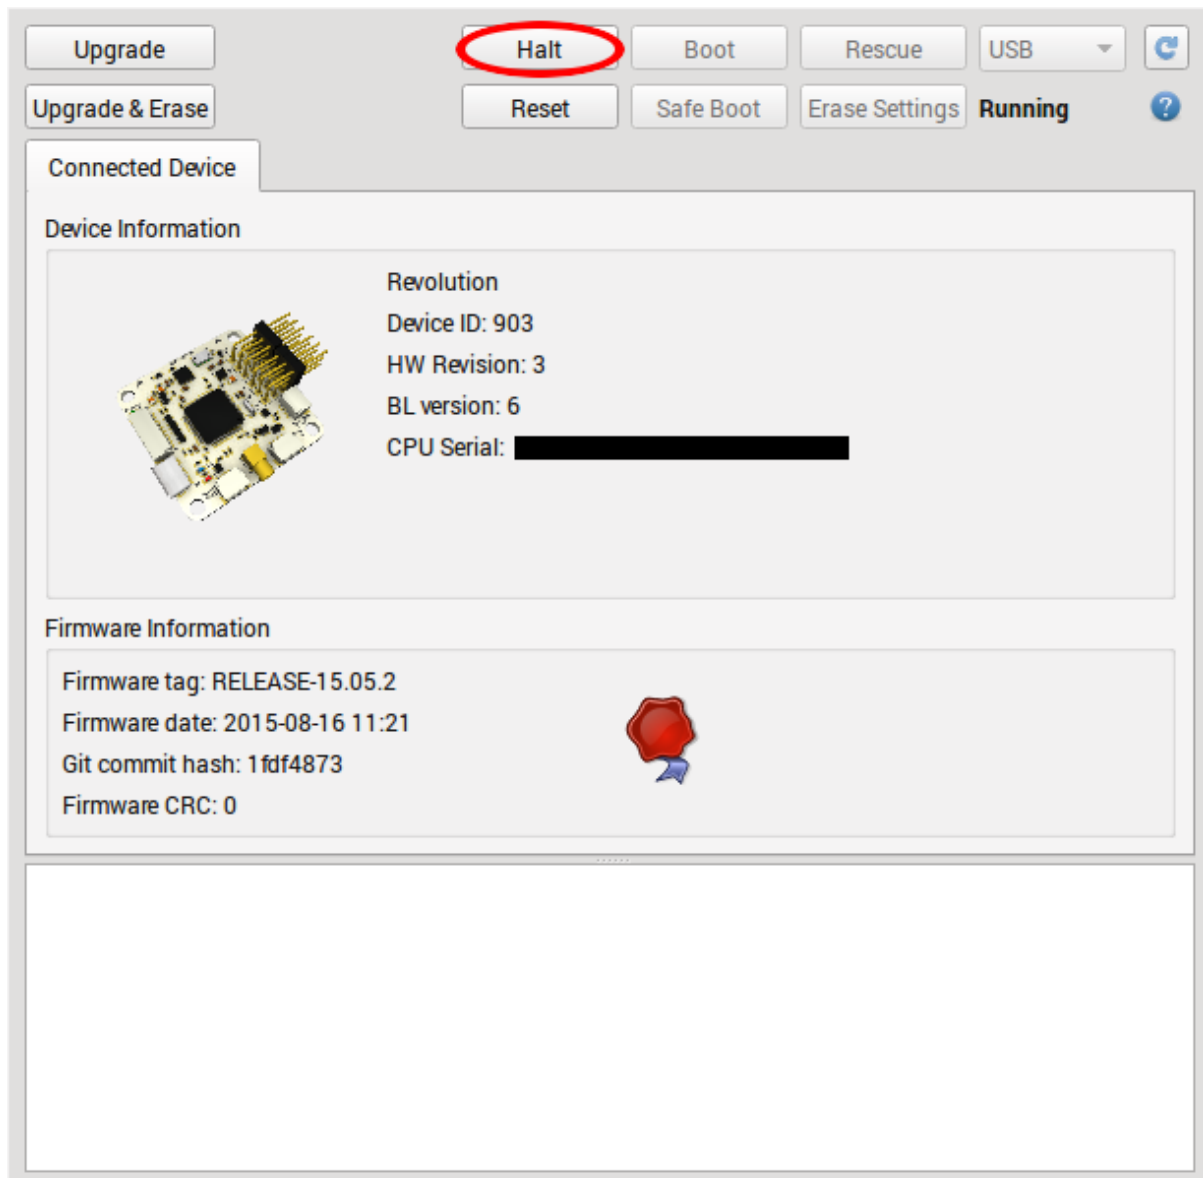 Upgrade Halt Boot Rescue USB
Upgrade & Erase Reset Safe Boot Erase Settings Running
Connected Device
Device Information
Revolution
Device ID: 903
HW Revision: 3
BL version: 6
CPU Serial:
Firmware Information
Firmware tag: RELEASE-15.05.2
Firmware date: 2015-08-16 11:21
Git commit hash: 1fdf4873
Firmware CRC: 0